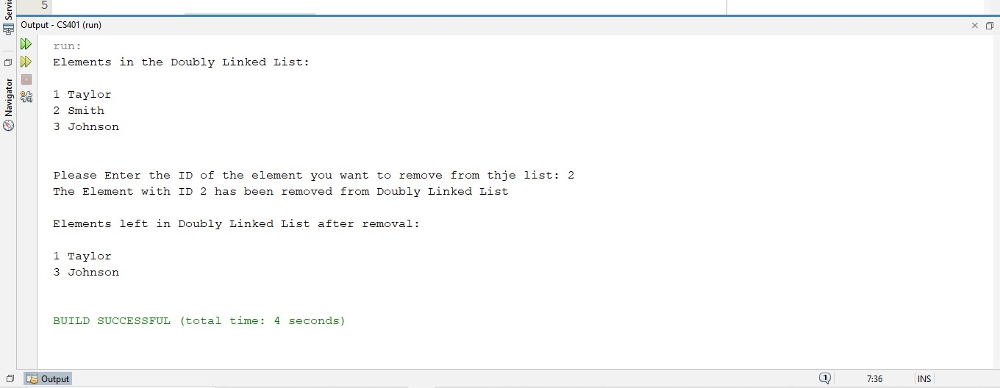 5
Output - CS401 (run)
run:
Elements in the Doubly Linked List:
1 Taylor
2 Smith
3 Johnson
Please Enter the ID of the element you want to remove from thje list: 2
The Element with ID 2 has been removed from Doubly Linked List
Elements left in Doubly Linked List after removal:
1 Taylor
3 Johnson
BUILD SUCCESSFUL (total time: 4 seconds)
Navigator
Output
1
7:36
INS